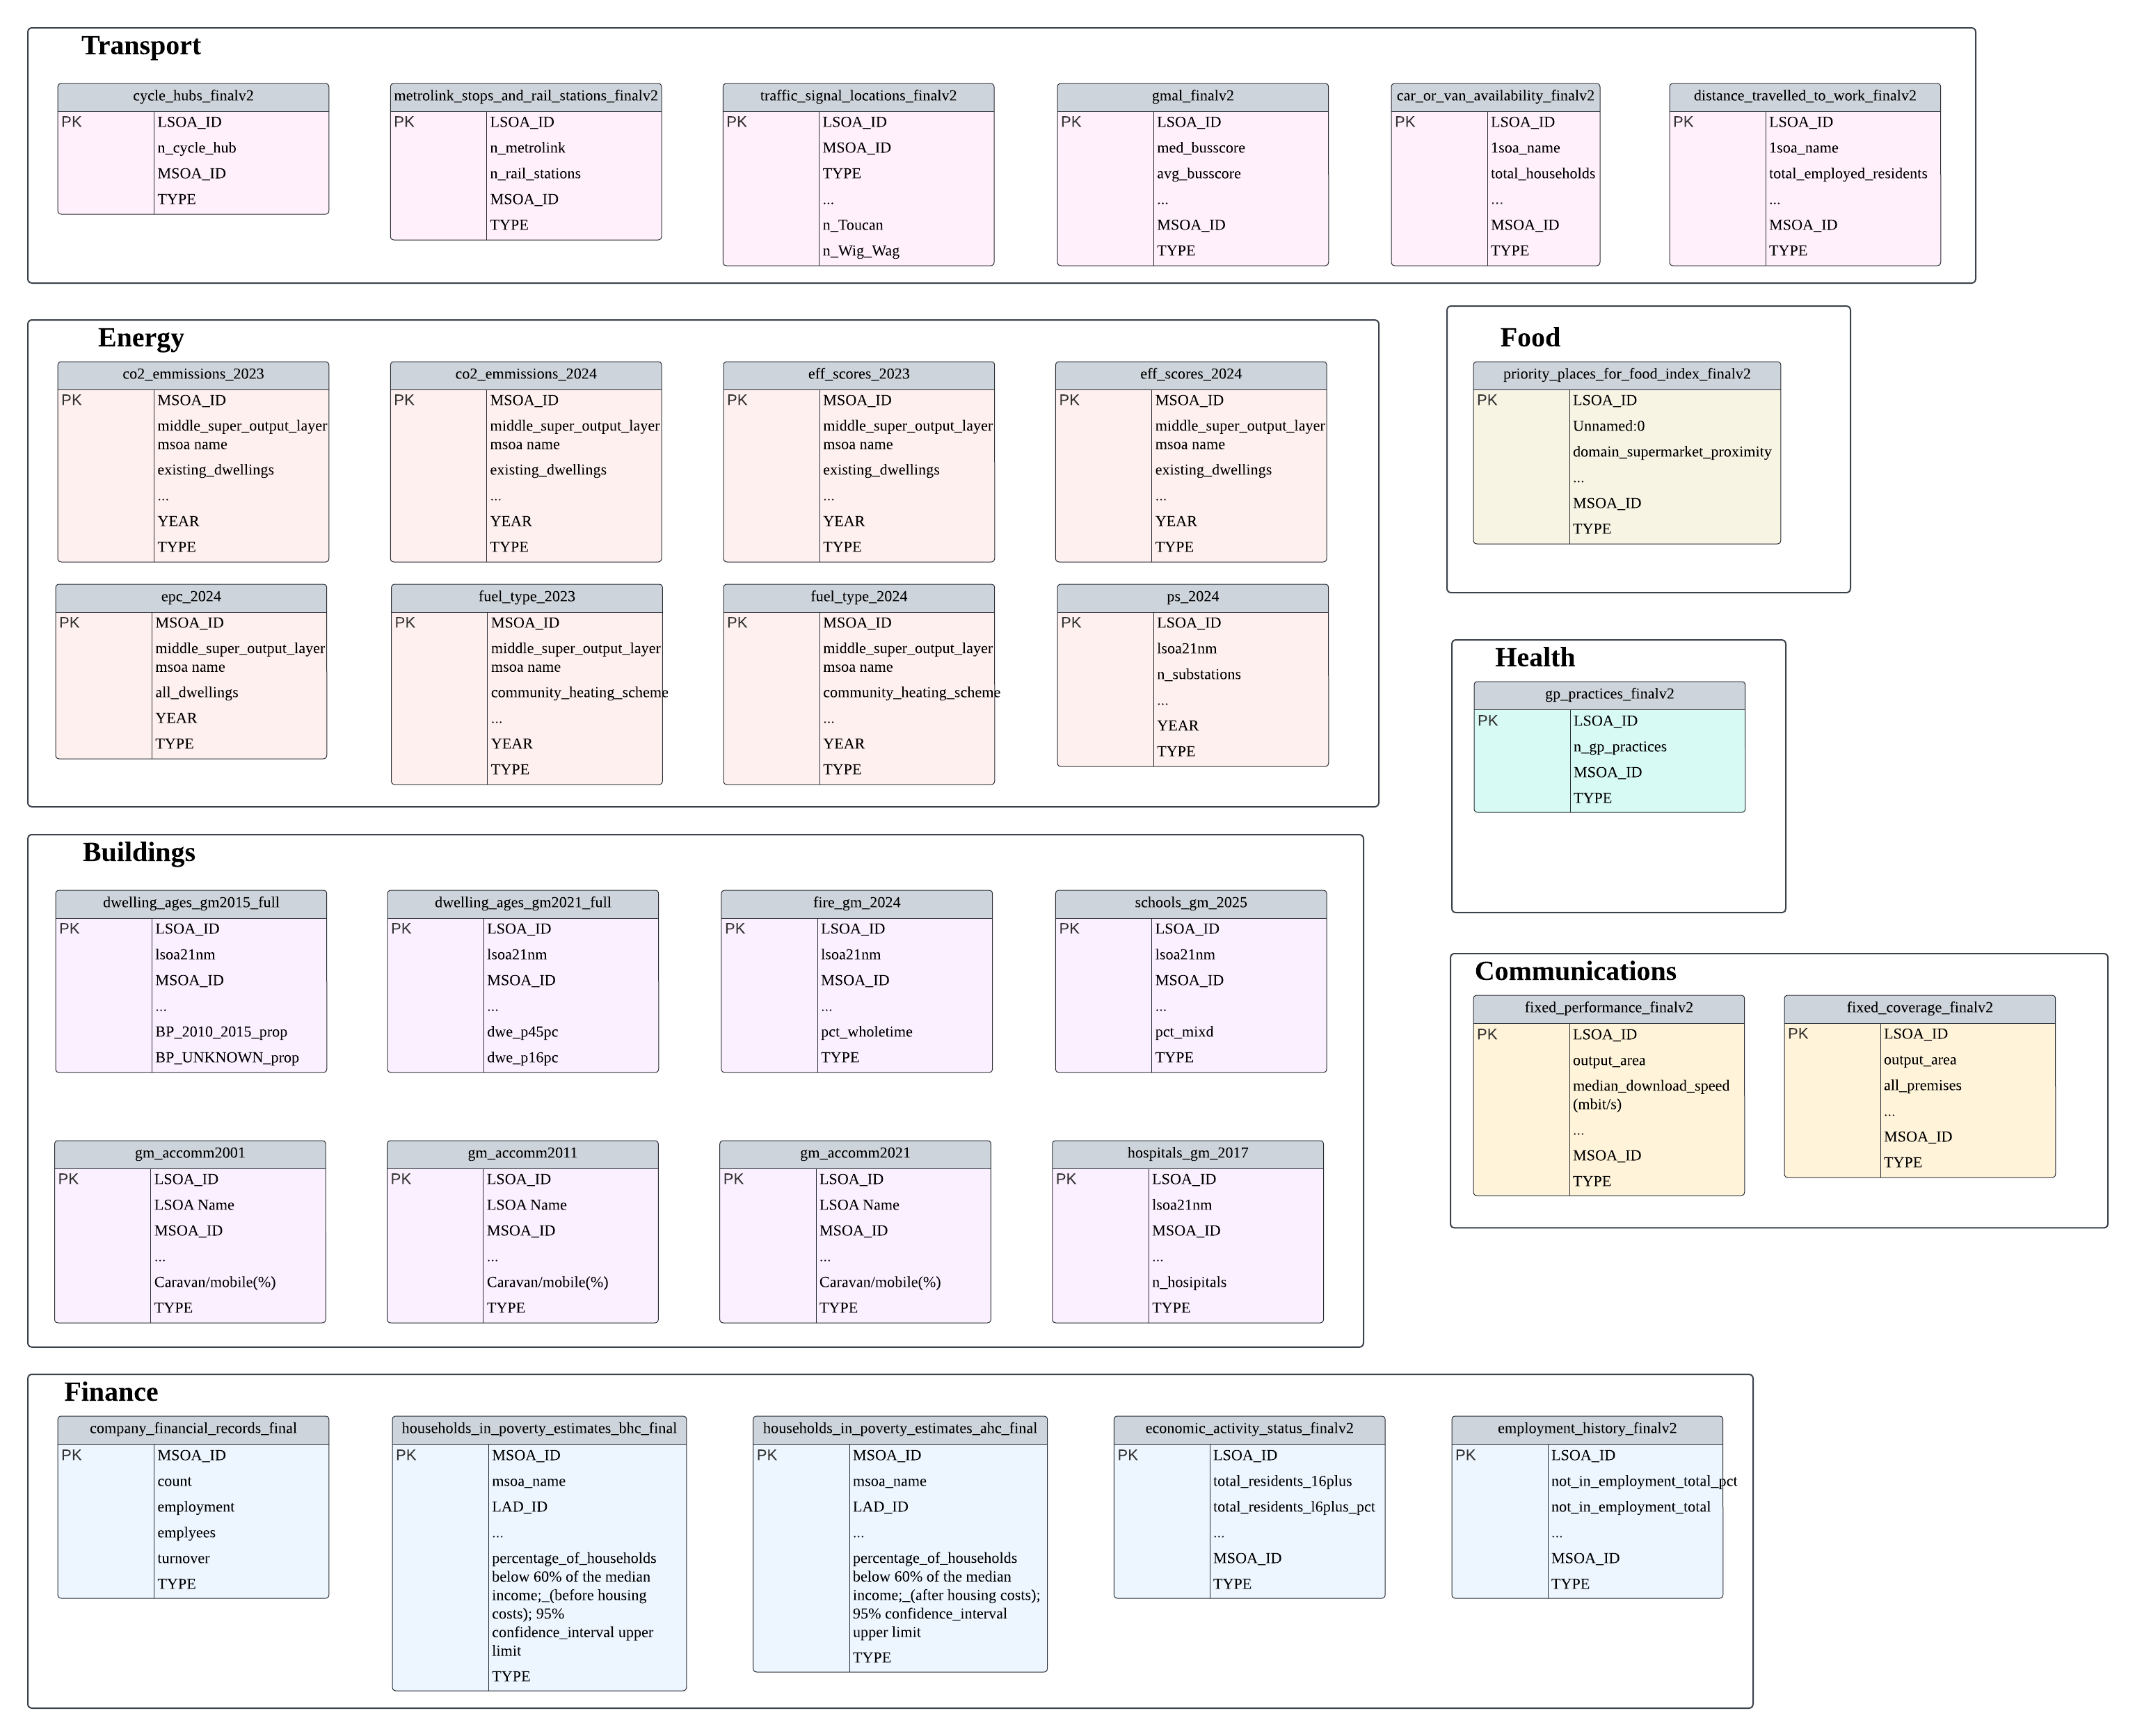 Transport
cycle_hubs_finalv2
PK
LSOA_ID
n_cycle_hub
MSOA_ID
TYPE
metrolink_stops_and_rail_stations_finalv2
PK
LSOA_ID
n_metrolink
n_rail_stations
MSOA_ID
TYPE
traffic_signal_locations_finalv2
PK
LSOA_ID
MSOA_ID
TYPE
...
n_Toucan
n_Wig_Wag
gmal_finalv2
PK
LSOA_ID
med_busscore
avg_busscore
...
MSOA_ID
TYPE
car_or_van_availability_finalv2
PK
LSOA_ID
1soa_name
total_households
...
MSOA_ID
TYPE
distance_travelled_to_work_finalv2
PK
LSOA_ID
1soa_name
total_employed_residents
...
MSOA_ID
TYPE
Energy
co2_emmissions_2023
PK
MSOA_ID
middle_super_output_layer
msoa name
existing_dwellings
...
YEAR
TYPE
co2_emmissions_2024
PK
MSOA_ID
middle_super_output_layer
msoa name
existing_dwellings
...
YEAR
TYPE
eff_scores_2023
PK
MSOA_ID
middle_super_output_layer
msoa name
existing_dwellings
...
YEAR
TYPE
eff_scores_2024
PK
MSOA_ID
middle_super_output_layer
msoa name
existing_dwellings
...
YEAR
TYPE
epc_2024
PK
MSOA_ID
middle_super_output_layer
msoa name
all_dwellings
YEAR
TYPE
fuel_type_2023
PK
MSOA_ID
middle_super_output_layer
msoa name
community_heating_scheme
...
YEAR
TYPE
fuel_type_2024
PK
MSOA_ID
middle_super_output_layer
msoa name
community_heating_scheme
...
YEAR
TYPE
ps_2024
PK
LSOA_ID
lsoa21nm
n_substations
...
YEAR
TYPE
Food
priority_places_for_food_index_finalv2
PK
LSOA_ID
Unnamed:0
domain_supermarket_proximity
...
MSOA_ID
TYPE
Health
gp_practices_finalv2
PK
LSOA_ID
n_gp_practices
MSOA_ID
TYPE
Buildings
dwelling_ages_gm2015_full
PK
LSOA_ID
lsoa21nm
MSOA_ID
...
BP_2010_2015_prop
BP_UNKNOWN_prop
dwelling_ages_gm2021_full
PK
LSOA_ID
lsoa21nm
MSOA_ID
...
dwe_p45pc
dwe_p16pc
fire_gm_2024
PK
LSOA_ID
lsoa21nm
MSOA_ID
...
pct_wholetime
TYPE
schools_gm_2025
PK
LSOA_ID
lsoa21nm
MSOA_ID
...
pct_mixd
TYPE
gm_accomm2001
PK
LSOA_ID
LSOA Name
MSOA_ID
...
Caravan/mobile(%)
TYPE
gm_accomm2011
PK
LSOA_ID
LSOA Name
MSOA_ID
...
Caravan/mobile(%)
TYPE
gm_accomm2021
PK
LSOA_ID
LSOA Name
MSOA_ID
...
Caravan/mobile(%)
TYPE
hospitals_gm_2017
PK
LSOA_ID
lsoa21nm
MSOA_ID
...
n_hosipitals
TYPE
Communications
fixed_performance_finalv2
PK
LSOA_ID
output_area
median_download_speed
(mbit/s)
...
MSOA_ID
TYPE
fixed_coverage_finalv2
PK
LSOA_ID
output_area
all_premises
...
MSOA_ID
TYPE
Finance
company_financial_records_final
PK
MSOA_ID
count
employment
emplyees
turnover
TYPE
households_in_poverty_estimates_bhc_final
PK
MSOA_ID
msoa_name
LAD_ID
...
percentage_of_households
below 60% of the median
income;_(before housing
costs); 95%
confidence_interval upper
limit
TYPE
households_in_poverty_estimates_ahc_final
PK
MSOA_ID
msoa_name
LAD_ID
...
percentage_of_households
below 60% of the median
income;_(after housing costs);
95% confidence_interval
upper limit
TYPE
economic_activity_status_finalv2
PK
LSOA_ID
total_residents_16plus
total_residents_l6plus_pct
...
MSOA_ID
TYPE
employment_history_finalv2
PK
LSOA_ID
not_in_employment_total_pct
not_in_employment_total
...
MSOA_ID
TYPE